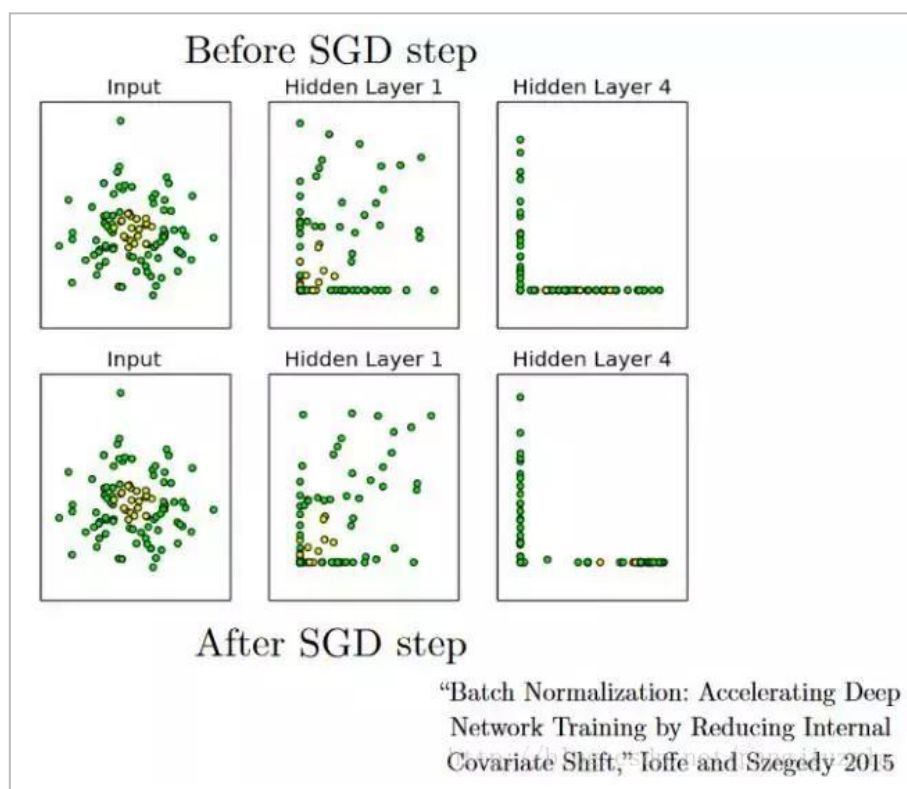 Before SGD step
Input Hidden Layer 1 Hidden Layer 4
Input Hidden Layer 1 Hidden Layer 4
After SGD step
“Batch Normalization: Accelerating Deep
Network Training by Reducing Internal
Covariate Shift,” Ioffe and Szegedy 2015